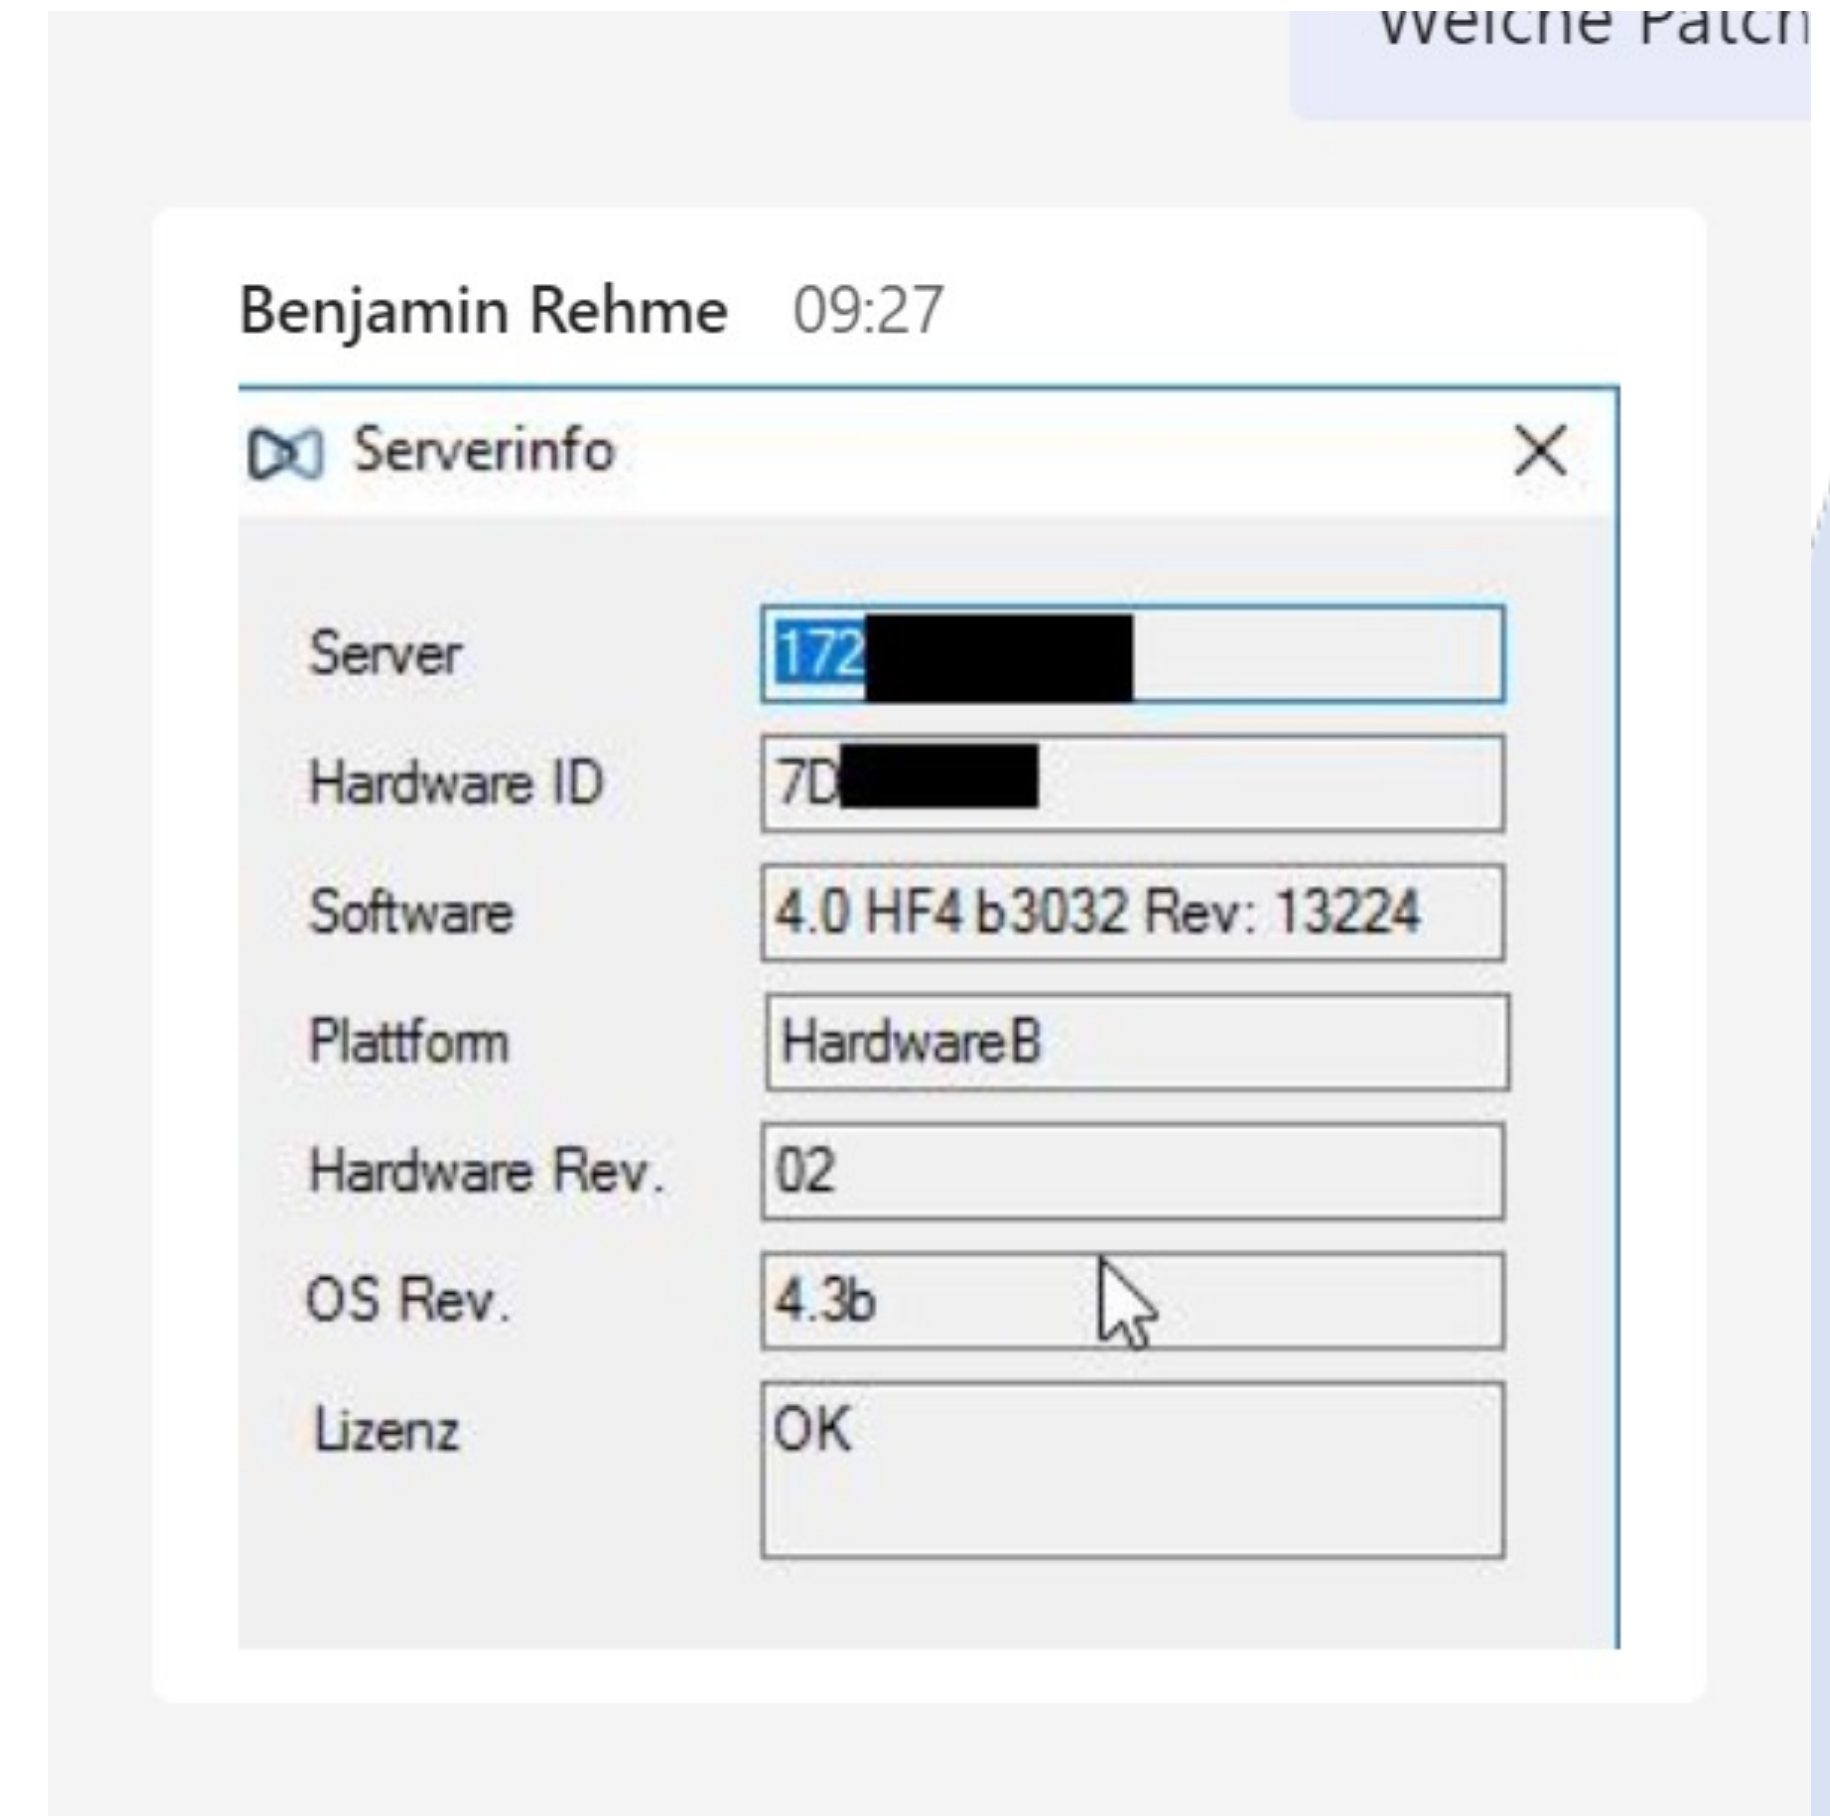 Welche Patch
Benjamin Rehme 09:27
Serverinfo
Server 172
Hardware ID 7D
Software 4.0 HF4 b3032 Rev: 13224
Plattform HardwareB
Hardware Rev. 02
OS Rev. 4.3b
Lizenz OK